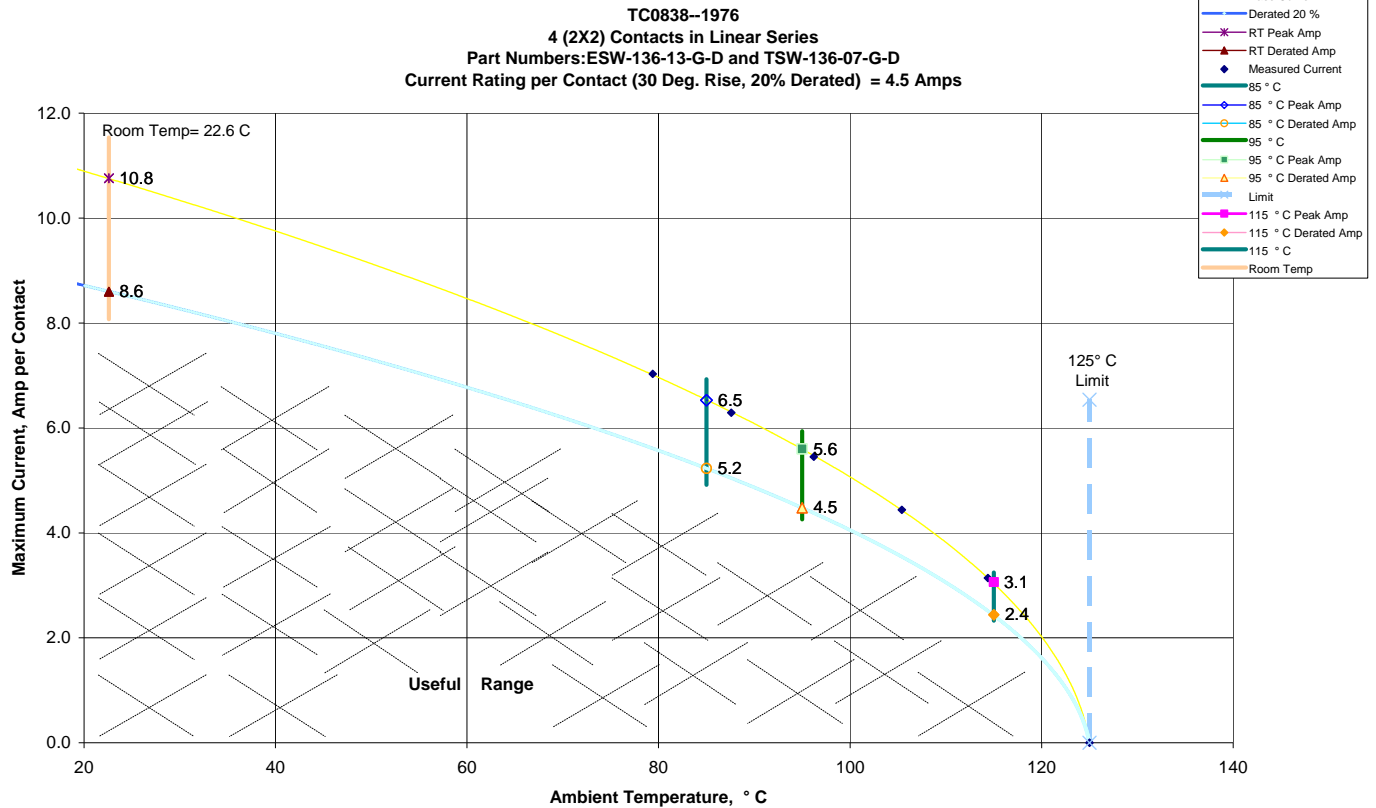 TC0838--1976
4 (2X2) Contacts in Linear Series
Part Numbers:ESW-136-13-G-D and TSW-136-07-G-D
Current Rating per Contact (30 Deg. Rise, 20% Derated) = 4.5 Amps
Derated 20 %
RT Peak Amp
RT Derated Amp
Measured Current
85 ° C
85 ° C Peak Amp
85 ° C Derated Amp
95 ° C
95 ° C Peak Amp
95 ° C Derated Amp
Limit
115 ° C Peak Amp
115 ° C Derated Amp
115 ° C
Room Temp
Maximum Current, Amp per Contact
12.0
10.0
8.0
6.0
4.0
2.0
0.0
Room Temp= 22.6 C
10.8
8.6
6.5
5.2
5.6
4.5
3.1
2.4
125° C
Limit
Useful Range
20
40
60
80
100
120
140
Ambient Temperature, ° C